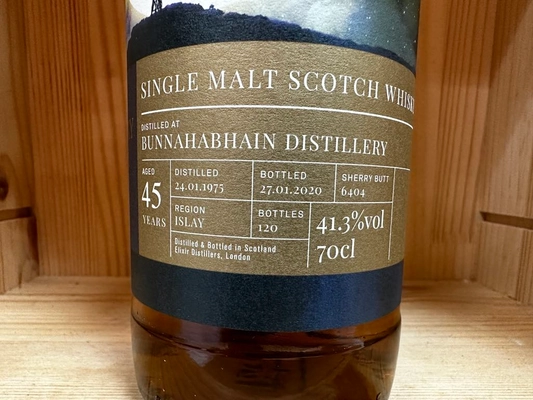 SINGLE MALT SCOTCH WHISK
DISTILLED AT
BUNNAHABHAIN DISTILLERY
AGED
45
YEARS
DISTILLED
24.01.1975
BOTTLED
27.01.2020
SHERRY BUTT
6404
REGION
ISLAY
BOTTLES
120
41.3%vol
70cl
Distilled & Bottled in Scotland
Elixir Distillers, London